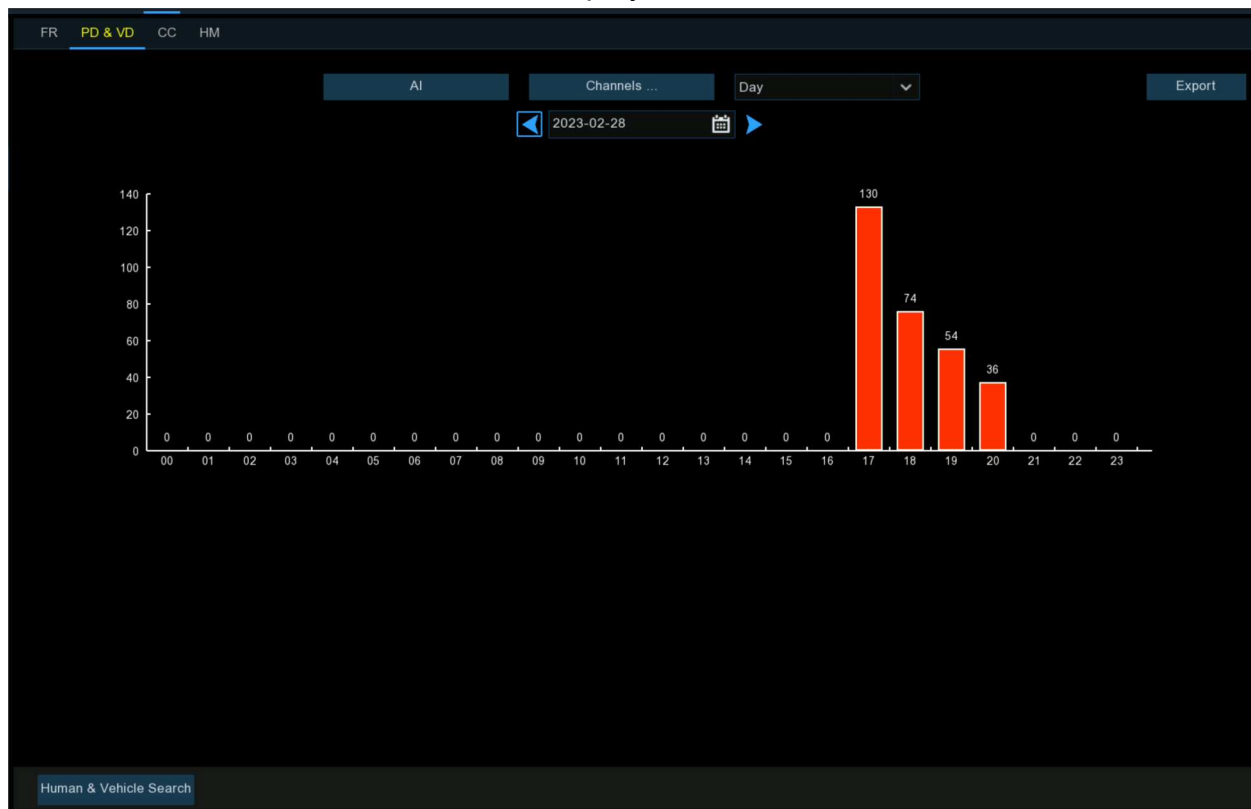 FR PD & VD CC HM
AI Channels ... Day Export
2023-02-28
140 130
120
100
80 74
60 54
40 36
20
0 0 0 0 0 0 0 0 0 0 0 0 0 0 0 0 0 0 0 0
0
00 01 02 03 04 05 06 07 08 09 10 11 12 13 14 15 16 17 18 19 20 21 22 23
Human & Vehicle Search